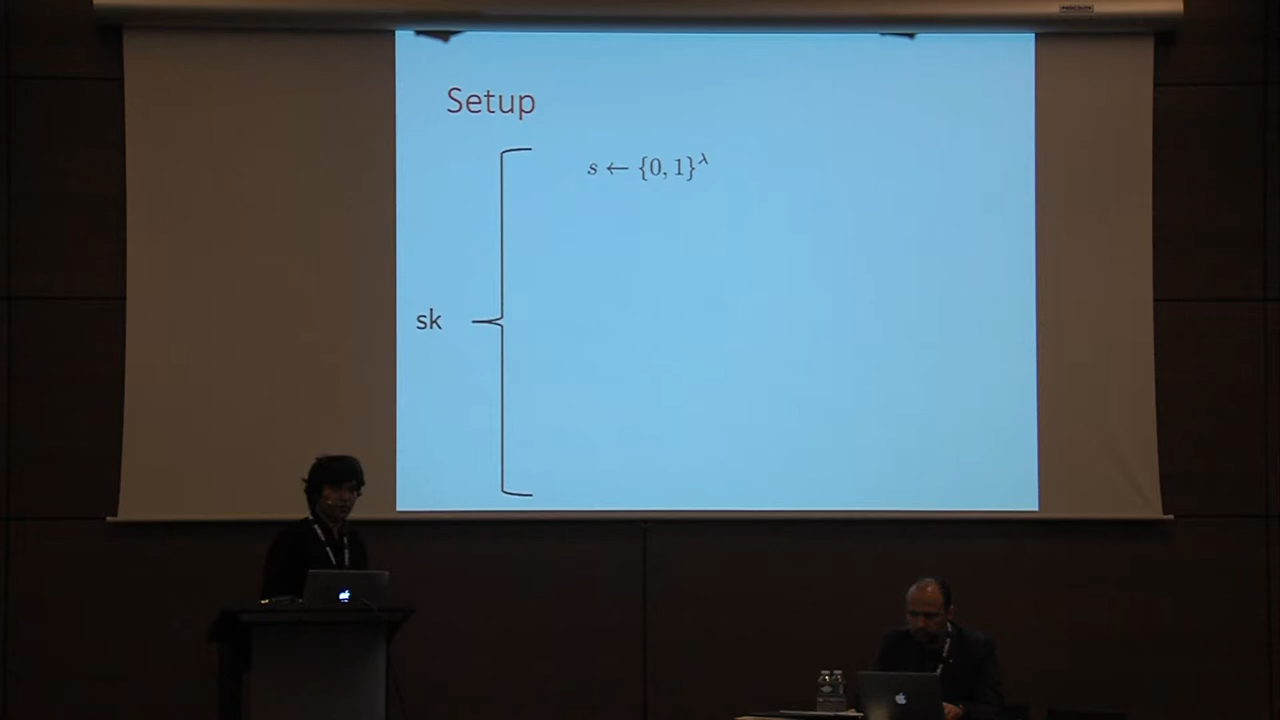 Setup
s ← {0, 1}^λ
sk